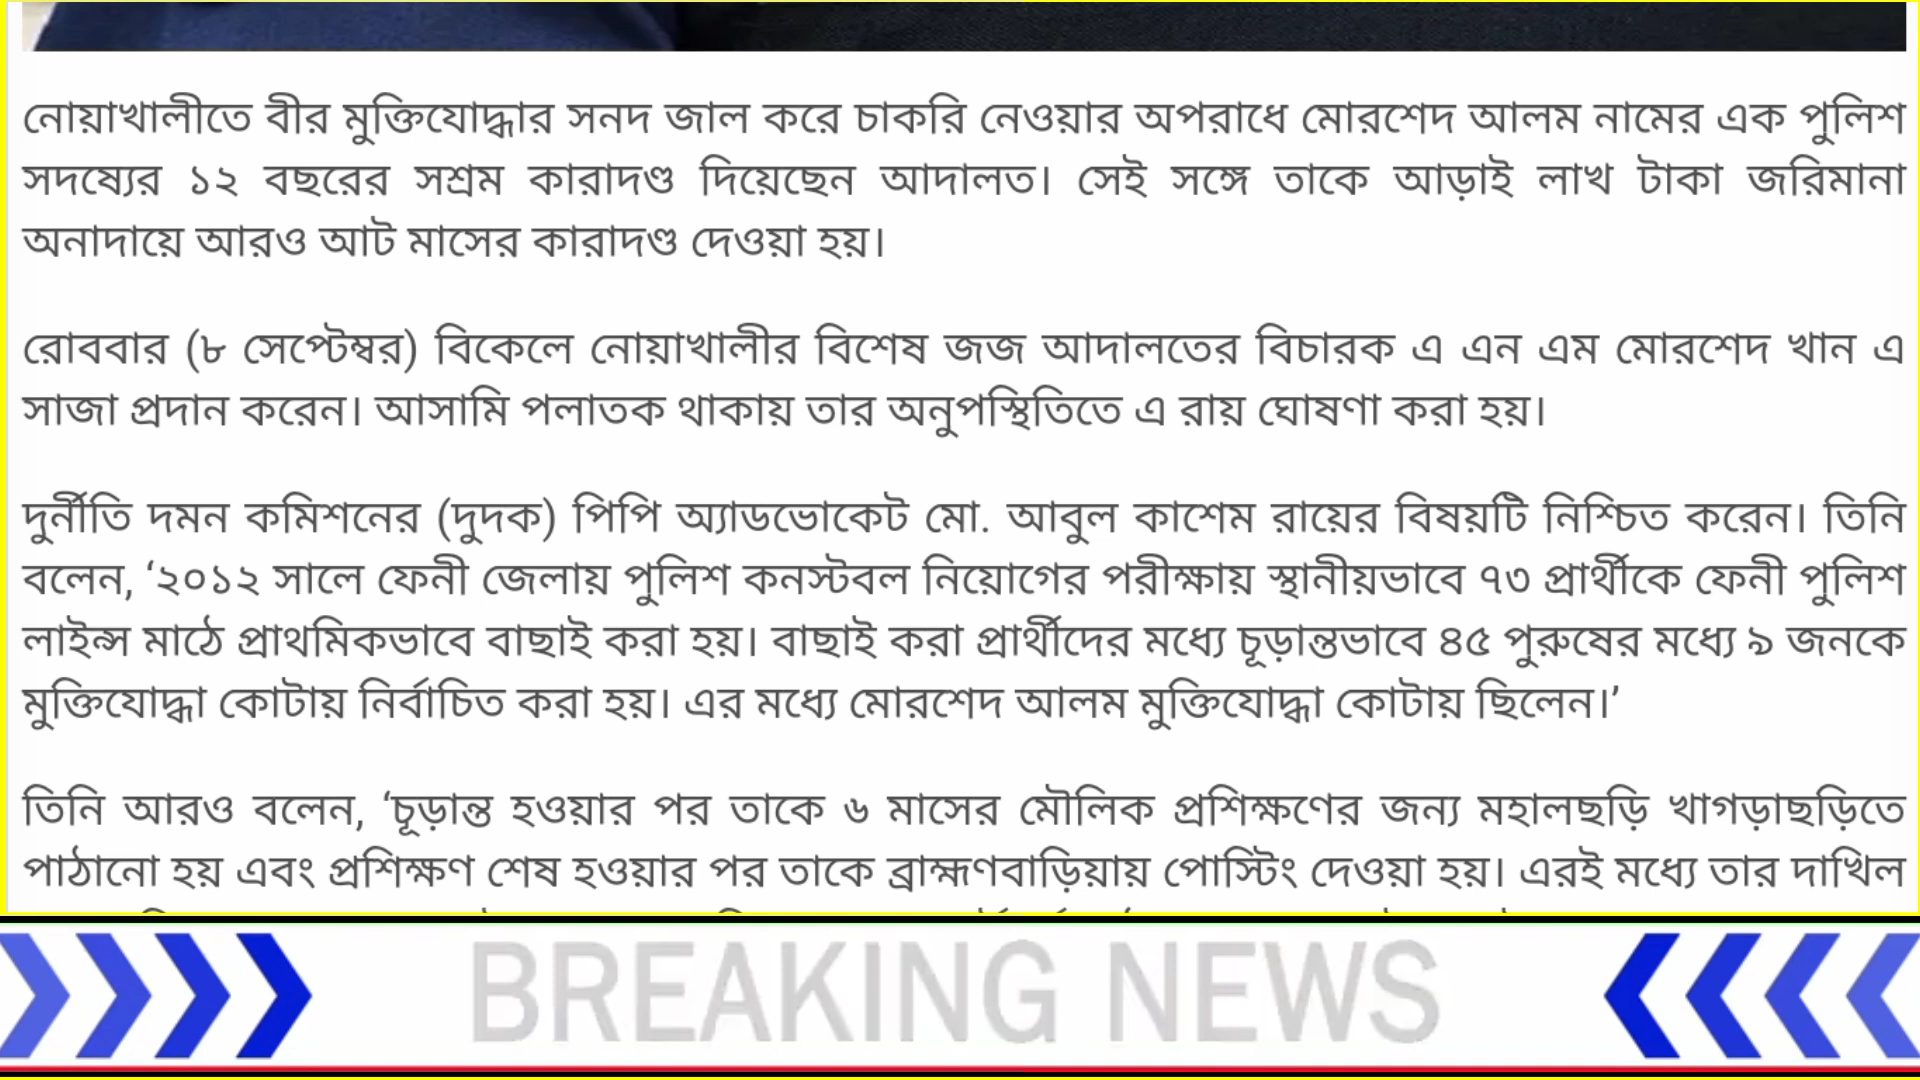 নোয়াখালীতে বীর মুক্তিযোদ্ধার সনদ জাল করে চাকরি নেওয়ার অপরাধে মোরশেদ আলম নামের এক পুলিশ
সদষ্যের ১২ বছরের সশ্রম কারাদণ্ড দিয়েছেন আদালত। সেই সঙ্গে তাকে আড়াই লাখ টাকা জরিমানা
অনাদায়ে আরও আট মাসের কারাদণ্ড দেওয়া হয়।
রোববার (৮ সেপ্টেম্বর) বিকেলে নোয়াখালীর বিশেষ জজ আদালতের বিচারক এ এন এম মোরশেদ খান এ
সাজা প্রদান করেন। আসামি পলাতক থাকায় তার অনুপস্থিতিতে এ রায় ঘোষণা করা হয়।
দুর্নীতি দমন কমিশনের (দুদক) পিপি অ্যাডভোকেট মো. আবুল কাশেম রায়ের বিষয়টি নিশ্চিত করেন। তিনি
বলেন, ‘২০১২ সালে ফেনী জেলায় পুলিশ কনস্টবল নিয়োগের পরীক্ষায় স্থানীয়ভাবে ৭৩ প্রার্থীকে ফেনী পুলিশ
লাইন্স মাঠে প্রাথমিকভাবে বাছাই করা হয়। বাছাই করা প্রার্থীদের মধ্যে চূড়ান্তভাবে ৪৫ পুরুষের মধ্যে ৯ জনকে
মুক্তিযোদ্ধা কোটায় নির্বাচিত করা হয়। এর মধ্যে মোরশেদ আলম মুক্তিযোদ্ধা কোটায় ছিলেন।’
তিনি আরও বলেন, ‘চূড়ান্ত হওয়ার পর তাকে ৬ মাসের মৌলিক প্রশিক্ষণের জন্য মহালছড়ি খাগড়াছড়িতে
পাঠানো হয় এবং প্রশিক্ষণ শেষ হওয়ার পর তাকে ব্রাহ্মণবাড়িয়ায় পোস্টিং দেওয়া হয়। এরই মধ্যে তার দাখিল
BREAKING NEWS